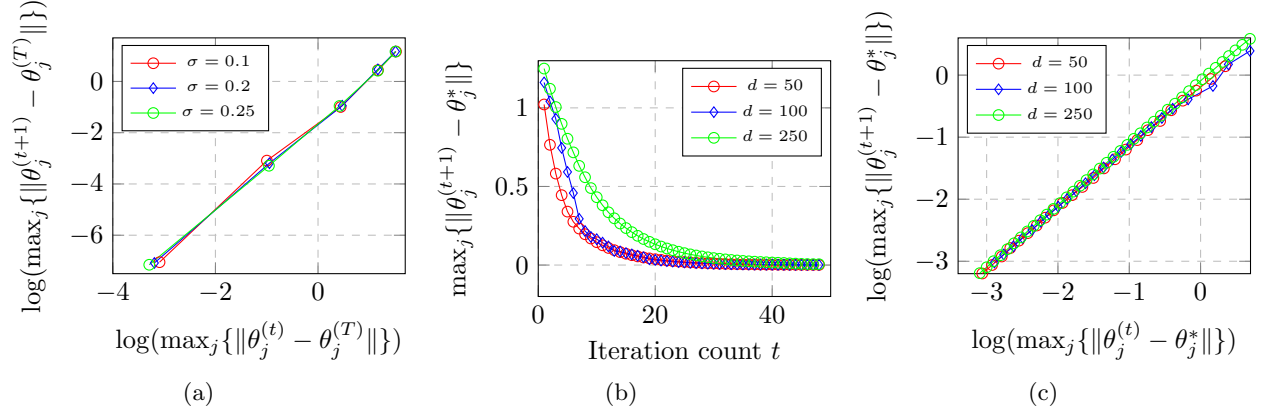 log(max_j{‖θ_j^{(t+1)} − θ_j^{(T)}‖})
0
−2
−4
−6
σ = 0.1
σ = 0.2
σ = 0.25
−4
−2
0
log(max_j{‖θ_j^{(t)} − θ_j^{(T)}‖})
(a)
max_j{‖θ_j^{(t+1)} − θ_j^*‖}
1
0.5
0
d = 50
d = 100
d = 250
0
20
40
Iteration count t
(b)
log(max_j{‖θ_j^{(t+1)} − θ_j^*‖})
0
−1
−2
−3
d = 50
d = 100
d = 250
−3
−2
−1
0
log(max_j{‖θ_j^{(t)} − θ_j^*‖})
(c)